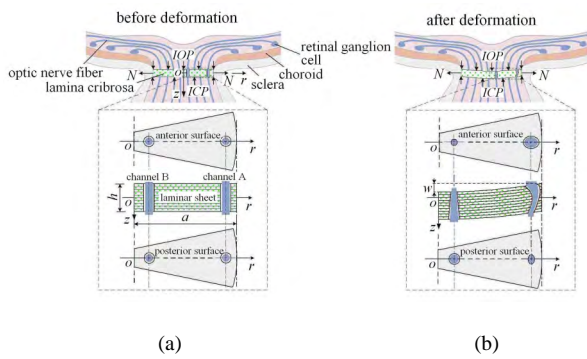 before deformation
after deformation
IOP
retinal ganglion
cell
choroid
sclera
optic nerve fiber
lamina cribrosa
N
o
N
r
z
ICP
IOP
N
o
N
r
z
ICP
anterior surface
o
r
channel B
channel A
h
o
laminar sheet
r
z
a
posterior surface
o
r
anterior surface
o
r
w
o
r
z
posterior surface
o
r
(a)
(b)